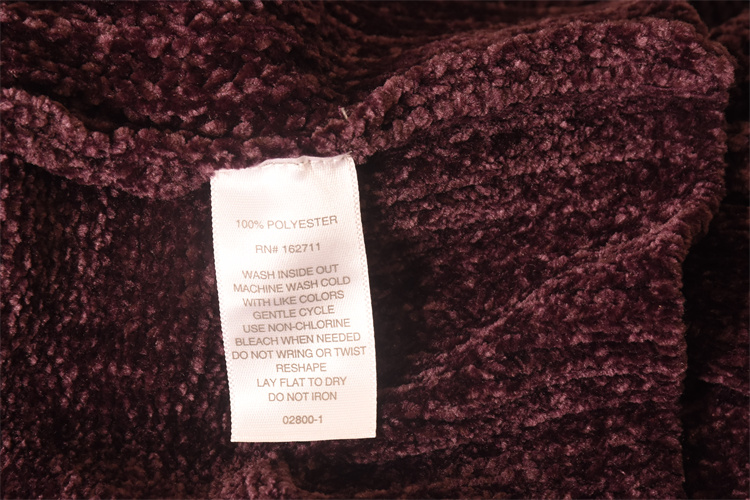 100% POLYESTER
RN# 162711
WASH INSIDE OUT
MACHINE WASH COLD
WITH LIKE COLORS
GENTLE CYCLE
USE NON-CHLORINE
BLEACH WHEN NEEDED
DO NOT WRING OR TWIST
RESHAPE
LAY FLAT TO DRY
DO NOT IRON
02800-1